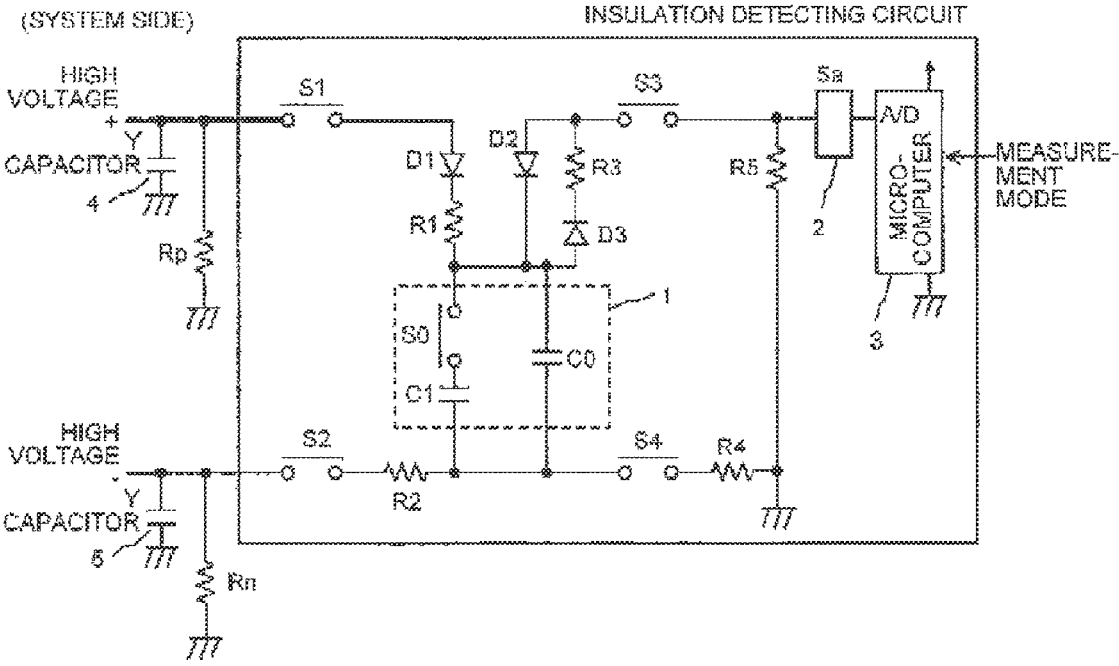 (SYSTEM SIDE)
INSULATION DETECTING CIRCUIT
HIGH
VOLTAGE
+
Y
CAPACITOR
4
Rp
S1
D1
R1
D2
R3
D3
S3
R5
Sa
2
A/D
MICRO-
COMPUTER
3
MEASURE-
MENT
MODE
1
S0
C1
C0
HIGH
VOLTAGE
-
Y
CAPACITOR
5
Rn
S2
R2
S4
R4